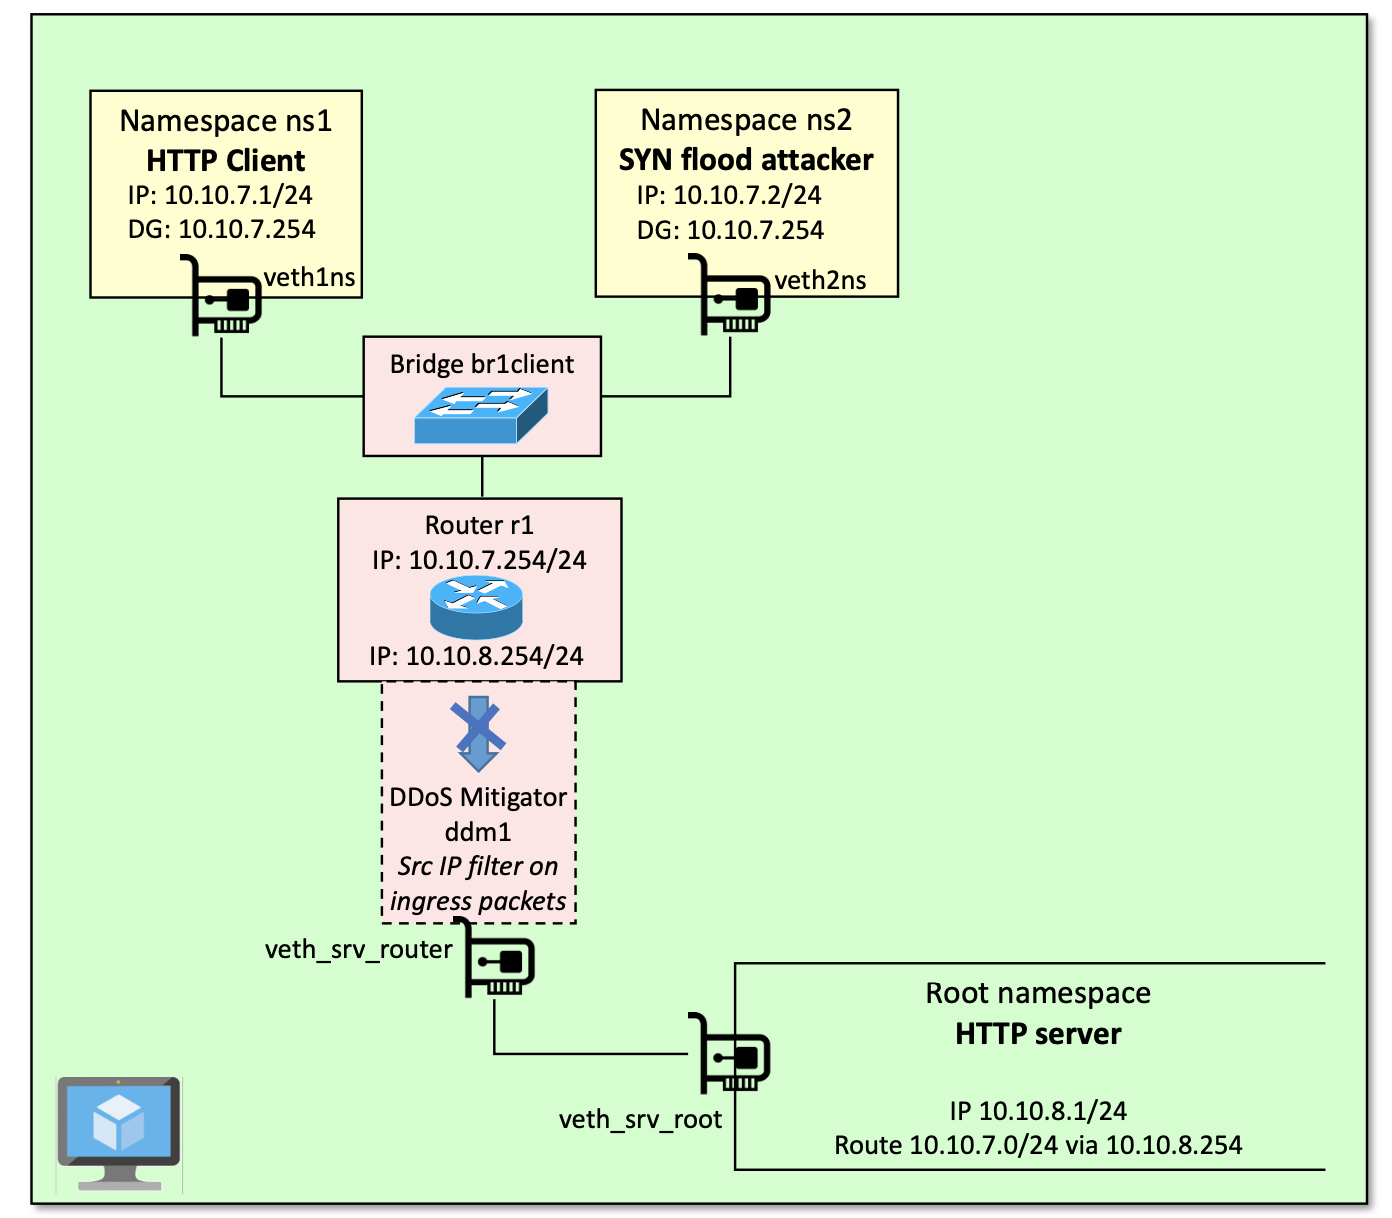 Namespace ns1
HTTP Client
IP: 10.10.7.1/24
DG: 10.10.7.254
veth1ns
Namespace ns2
SYN flood attacker
IP: 10.10.7.2/24
DG: 10.10.7.254
veth2ns
Bridge br1client
Router r1
IP: 10.10.7.254/24
IP: 10.10.8.254/24
DDoS Mitigator
ddm1
Src IP filter on
ingress packets
veth_srv_router
veth_srv_root
Root namespace
HTTP server
IP 10.10.8.1/24
Route 10.10.7.0/24 via 10.10.8.254